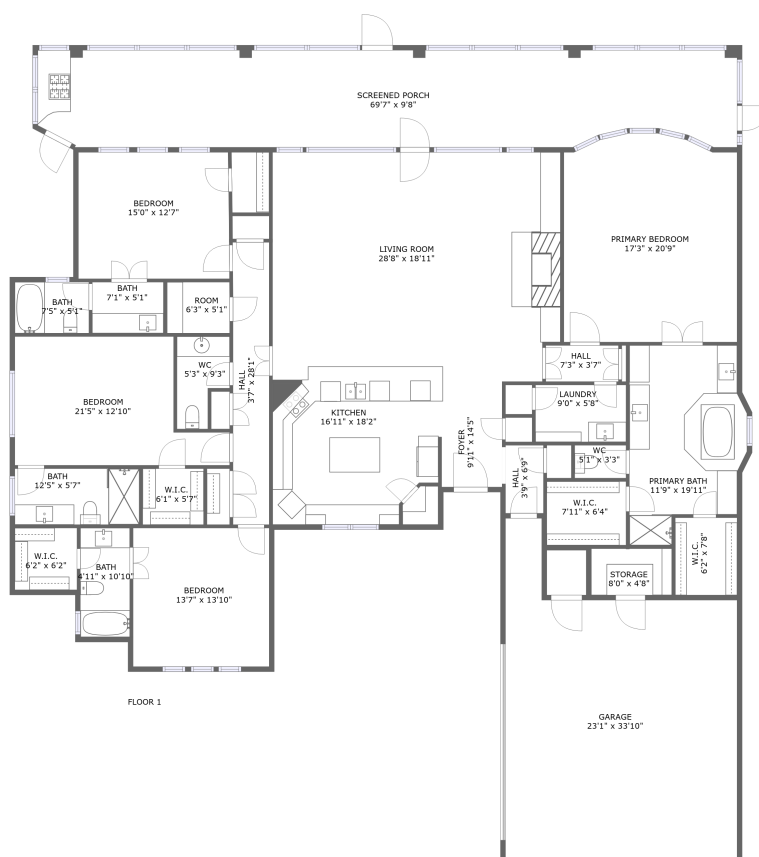 SCREENED PORCH
69'7" x 9'8"
BEDROOM
15'0" x 12'7"
LIVING ROOM
28'8" x 18'11"
PRIMARY BEDROOM
17'3" x 20'9"
BATH
7'5" x 5'1"
BATH
7'1" x 5'1"
ROOM
6'3" x 5'1"
WC
5'3" x 9'3"
HALL
3'7" x 28'1"
HALL
7'3" x 3'7"
BEDROOM
21'5" x 12'10"
KITCHEN
16'11" x 18'2"
LAUNDRY
9'0" x 5'8"
FOYER
9'11" x 14'5"
HALL
3'9" x 6'9"
WC
5'1" x 3'3"
BATH
12'5" x 5'7"
W.I.C.
6'1" x 5'7"
PRIMARY BATH
11'9" x 19'11"
W.I.C.
7'11" x 6'4"
W.I.C.
6'2" x 7'8"
W.I.C.
6'2" x 6'2"
BATH
4'11" x 10'10"
BEDROOM
13'7" x 13'10"
STORAGE
8'0" x 4'8"
FLOOR 1
GARAGE
23'1" x 33'10"